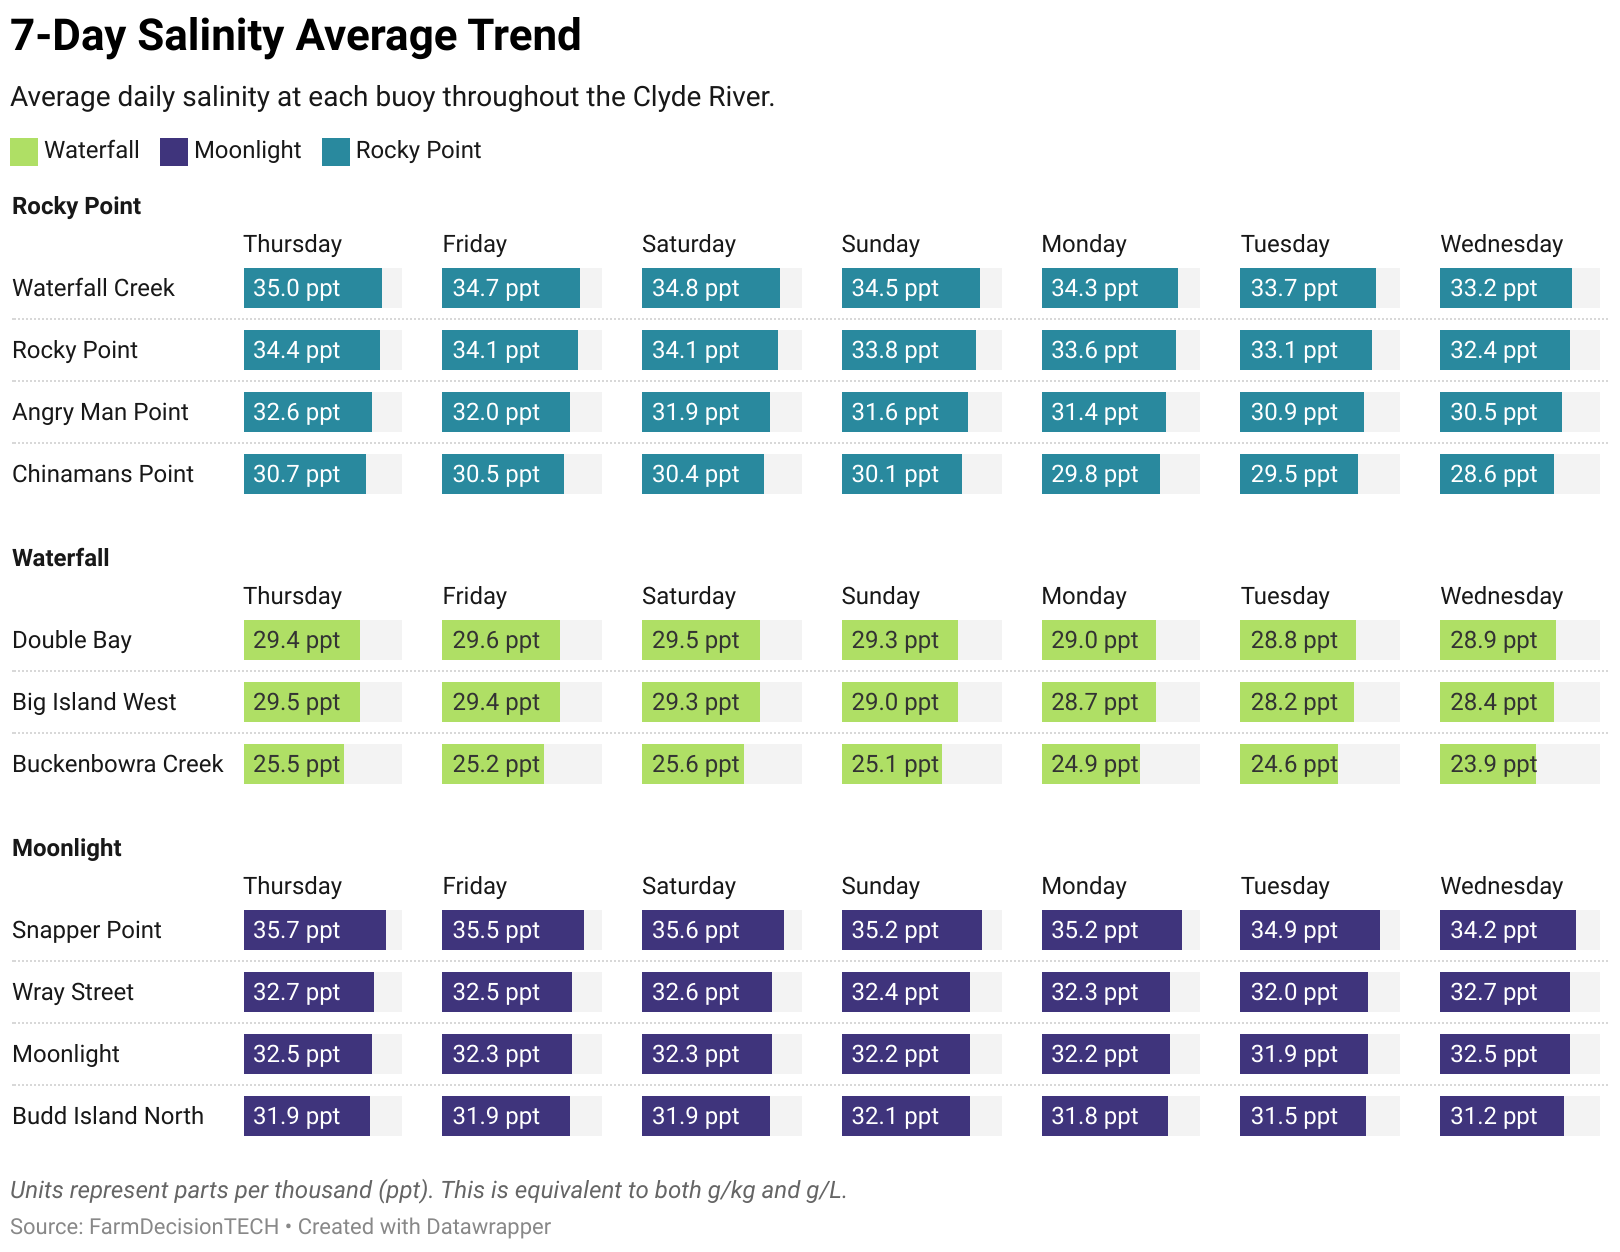 7-Day Salinity Average Trend
Average daily salinity at each buoy throughout the Clyde River.
Waterfall Moonlight Rocky Point
Rocky Point
Thursday Friday Saturday Sunday Monday Tuesday Wednesday
Waterfall Creek 35.0 ppt 34.7 ppt 34.8 ppt 34.5 ppt 34.3 ppt 33.7 ppt 33.2 ppt
Rocky Point 34.4 ppt 34.1 ppt 34.1 ppt 33.8 ppt 33.6 ppt 33.1 ppt 32.4 ppt
Angry Man Point 32.6 ppt 32.0 ppt 31.9 ppt 31.6 ppt 31.4 ppt 30.9 ppt 30.5 ppt
Chinamans Point 30.7 ppt 30.5 ppt 30.4 ppt 30.1 ppt 29.8 ppt 29.5 ppt 28.6 ppt
Waterfall
Thursday Friday Saturday Sunday Monday Tuesday Wednesday
Double Bay 29.4 ppt 29.6 ppt 29.5 ppt 29.3 ppt 29.0 ppt 28.8 ppt 28.9 ppt
Big Island West 29.5 ppt 29.4 ppt 29.3 ppt 29.0 ppt 28.7 ppt 28.2 ppt 28.4 ppt
Buckenbowra Creek 25.5 ppt 25.2 ppt 25.6 ppt 25.1 ppt 24.9 ppt 24.6 ppt 23.9 ppt
Moonlight
Thursday Friday Saturday Sunday Monday Tuesday Wednesday
Snapper Point 35.7 ppt 35.5 ppt 35.6 ppt 35.2 ppt 35.2 ppt 34.9 ppt 34.2 ppt
Wray Street 32.7 ppt 32.5 ppt 32.6 ppt 32.4 ppt 32.3 ppt 32.0 ppt 32.7 ppt
Moonlight 32.5 ppt 32.3 ppt 32.3 ppt 32.2 ppt 32.2 ppt 31.9 ppt 32.5 ppt
Budd Island North 31.9 ppt 31.9 ppt 31.9 ppt 32.1 ppt 31.8 ppt 31.5 ppt 31.2 ppt
Units represent parts per thousand (ppt). This is equivalent to both g/kg and g/L.
Source: FarmDecisionTECH • Created with Datawrapper